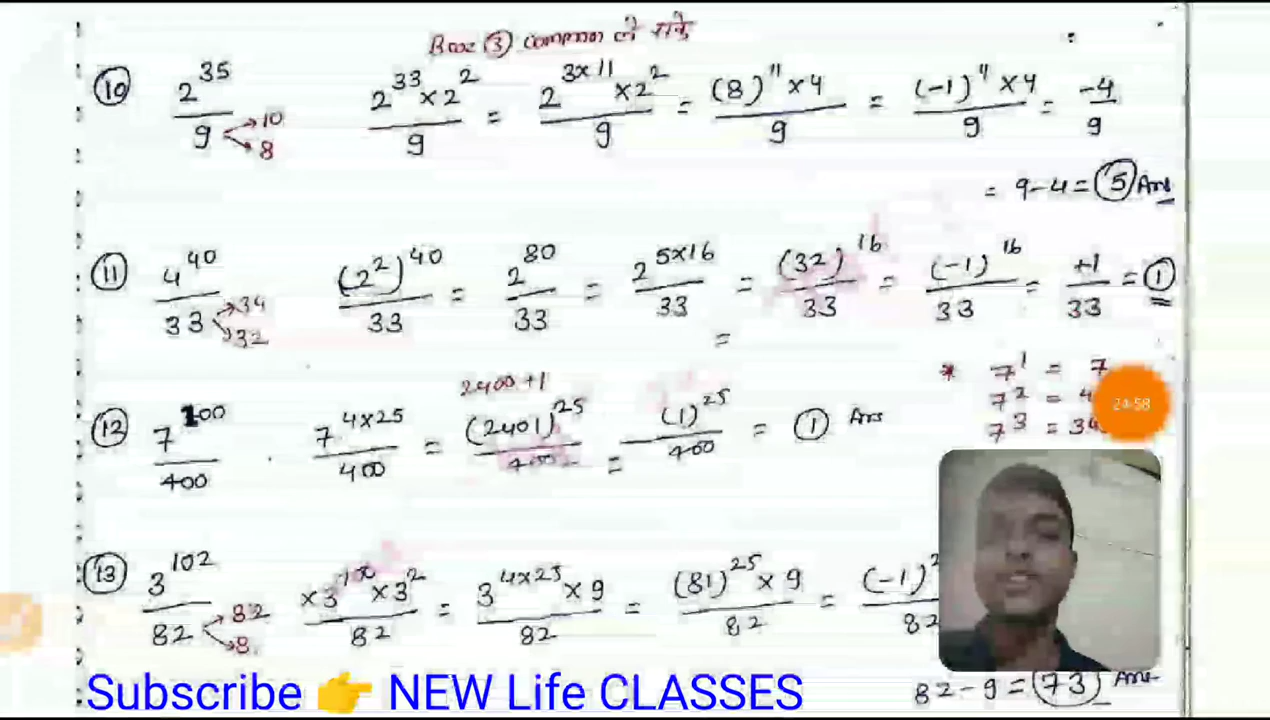 Base ③ common लें
⑩ 2^35/9 → 10 → 8 2^33×2^2/9 = 2^3×11 ×2^2/9 = (8)^11 ×4/9 = (-1)^11 ×4/9 = -4/9
= 9-4 = ⑤ Ans
⑪ 4^40/33 → 34 → 32 (2^2)^40/33 = 2^80/33 = 2^5×16/33 = (32)^16/33 = (-1)^16/33 = +1/33 = ①
=
* 7^1 = 7
7^2 = 4
7^3 = 34
24:58
2400 +1
⑫ 7^100/400 . 7^4×25/400 = (2401)^25/400 = (1)^25/400 = ① Ans
⑬ 3^102/82 → 82 → 8 ×3^100 ×3^2/82 = 3^4×25 ×9/82 = (81)^25 ×9/82 = (-1)^2/82
82-9 = (73) Ans
Subscribe 👉 NEW Life CLASSES